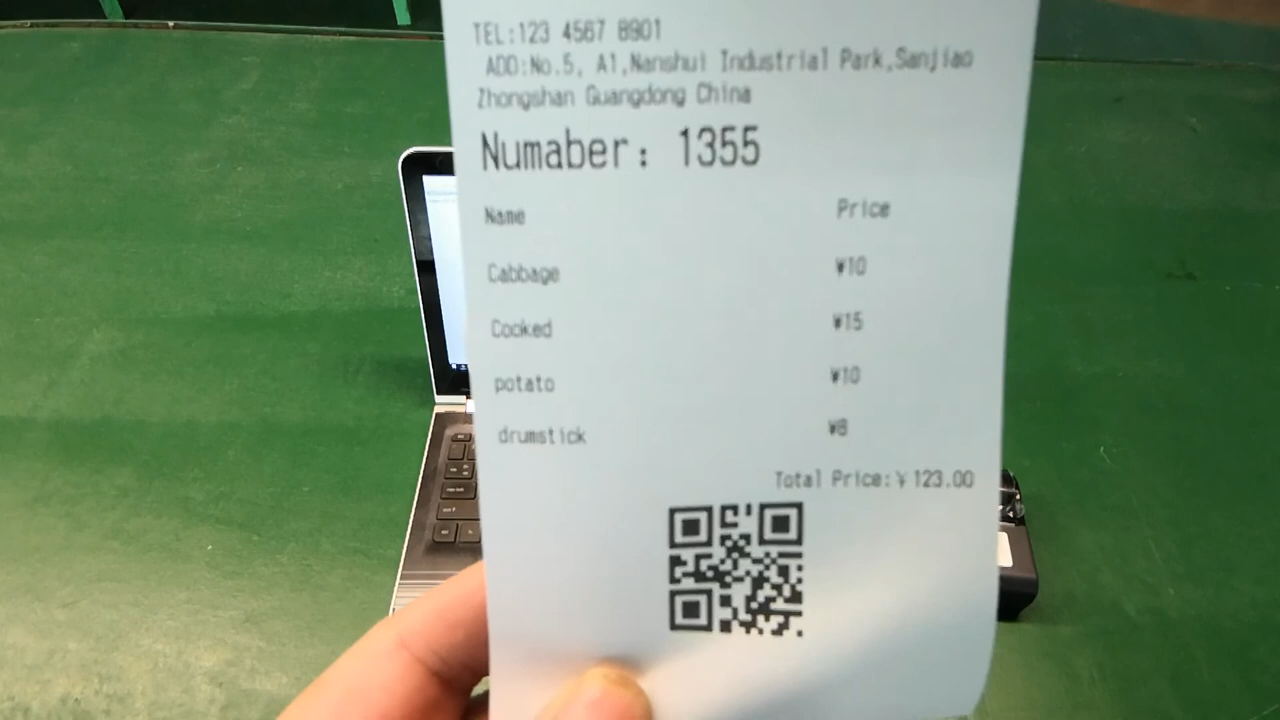 TEL:123 4567 8901
ADD:No.5, A1,Nanshui Industrial Park,Sanjiao
Zhongshan Guangdong China
Numaber: 1355
Name Price
Cabbage ¥10
Cooked ¥15
potato ¥10
drumstick ¥8
Total Price:¥123.00